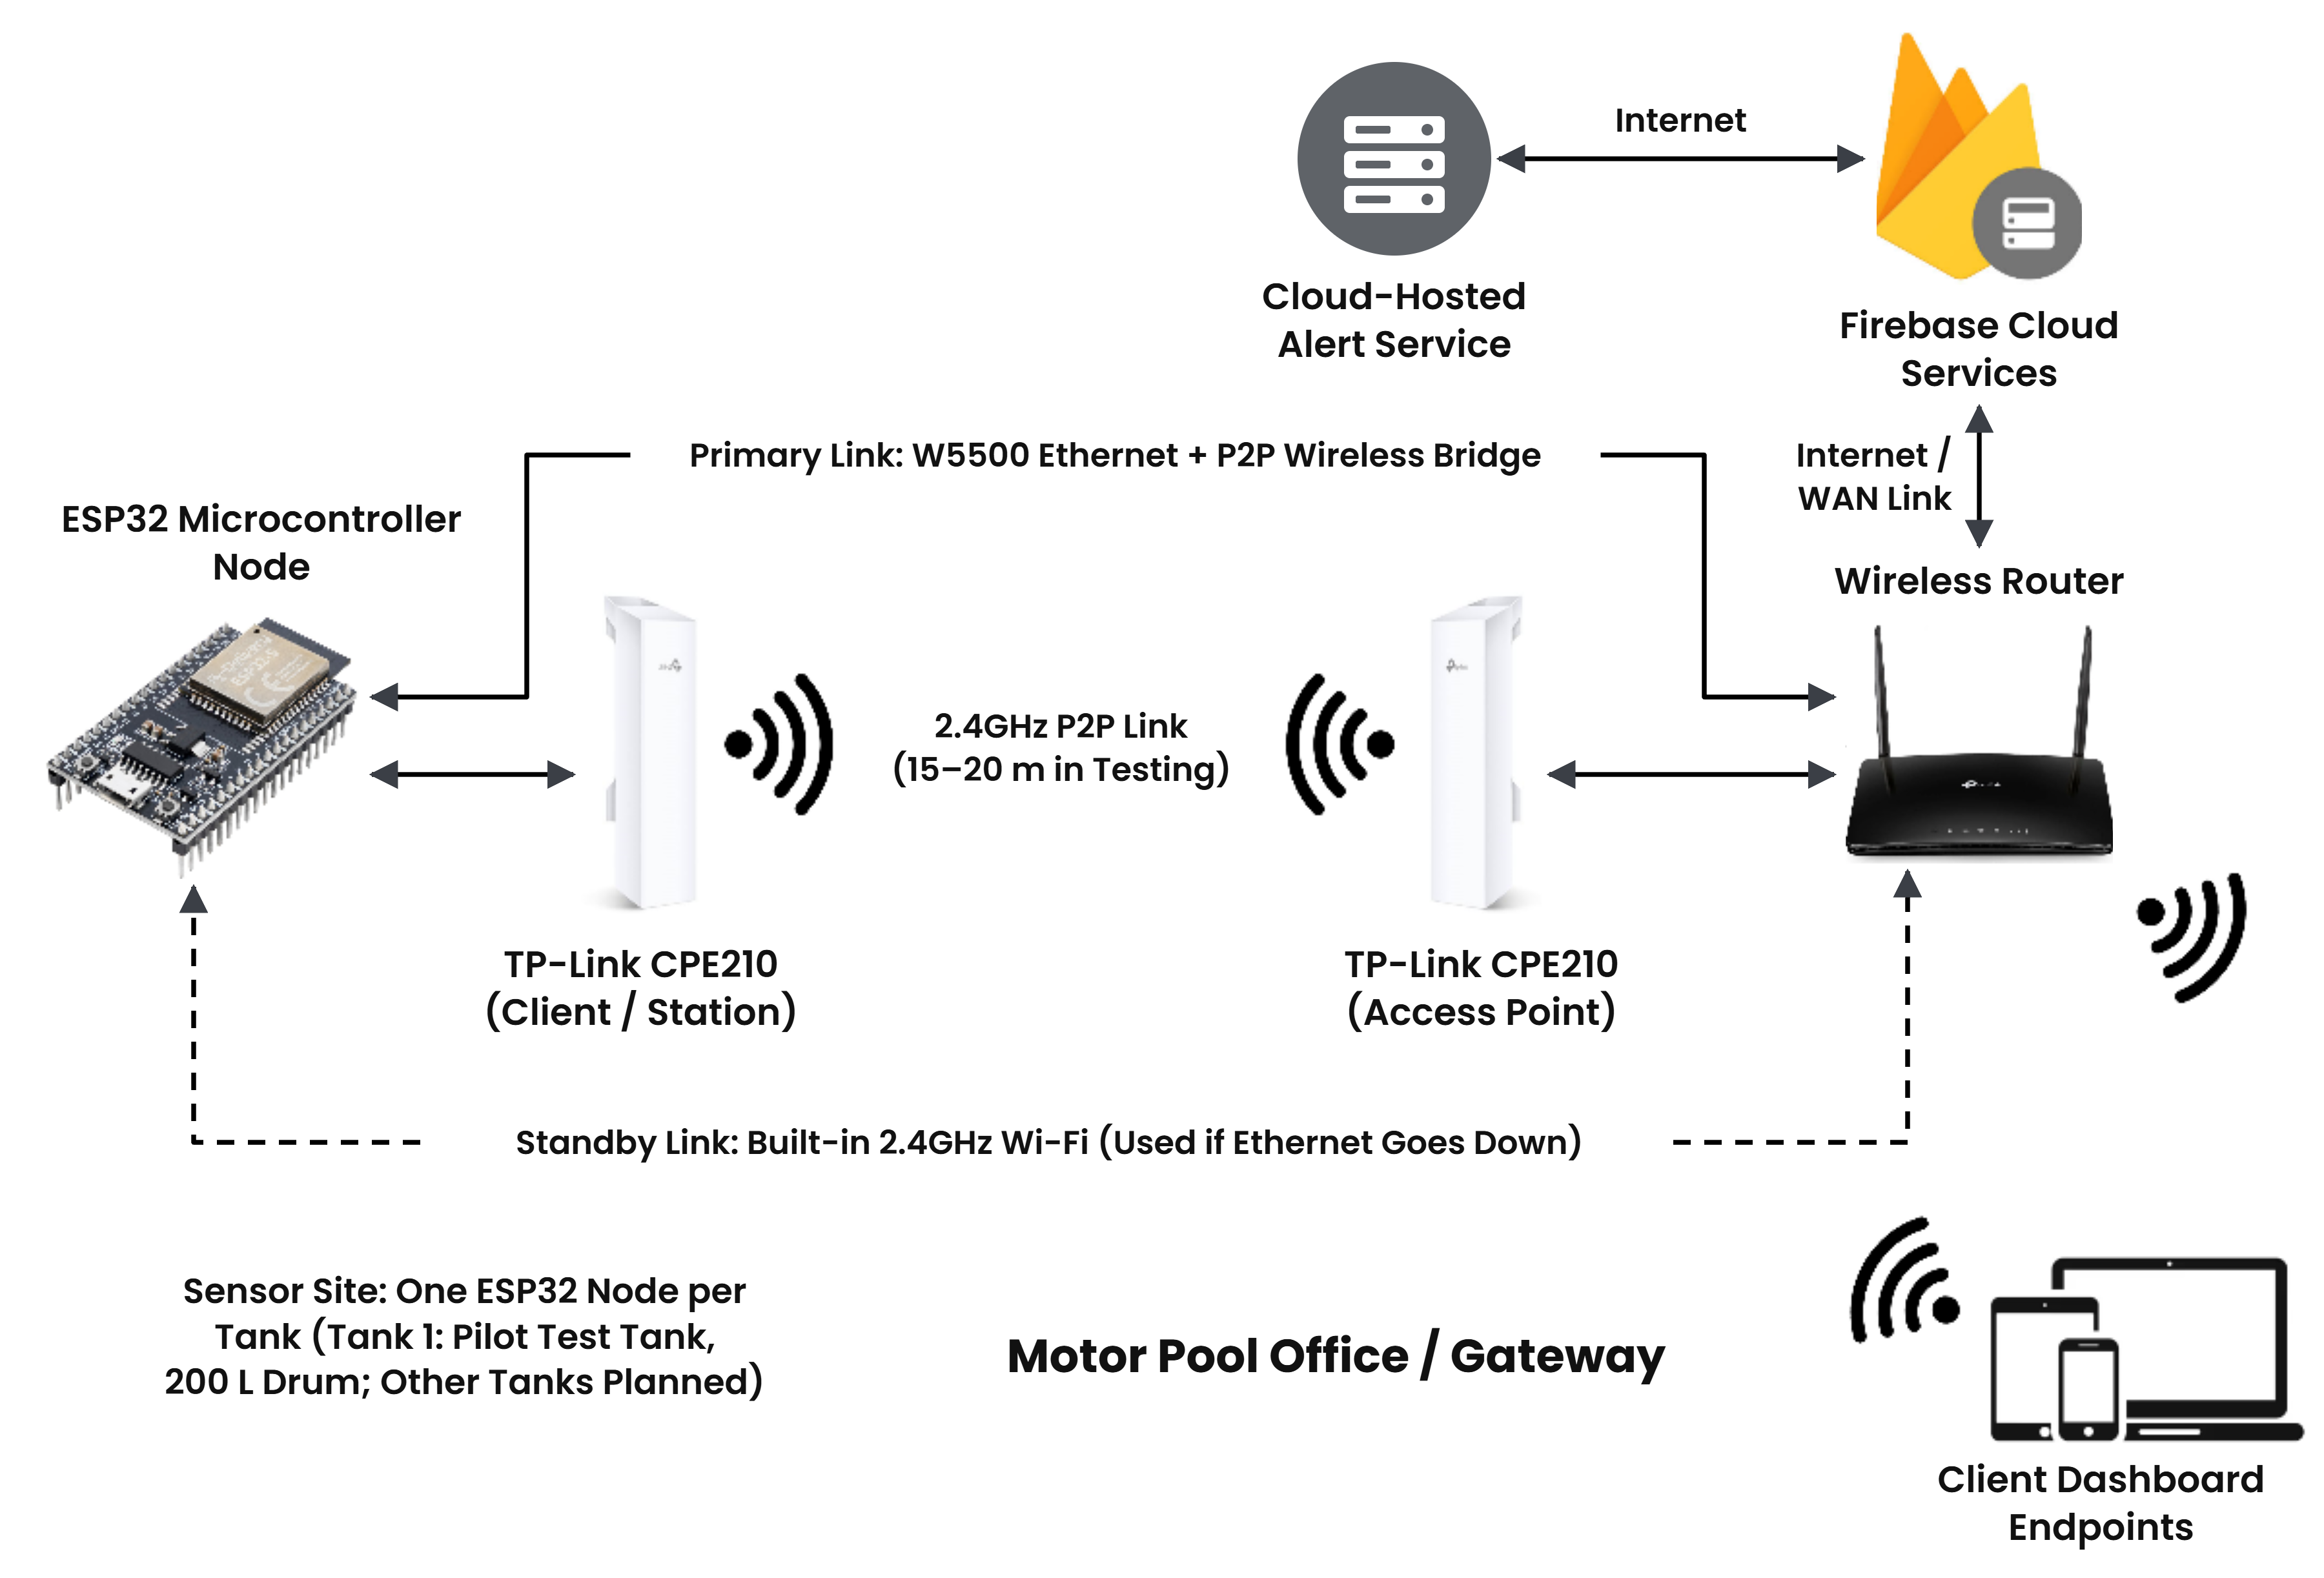 Internet
Cloud-Hosted
Alert Service
Firebase Cloud
Services
Primary Link: W5500 Ethernet + P2P Wireless Bridge
Internet /
WAN Link
ESP32 Microcontroller
Node
Wireless Router
2.4GHz P2P Link
(15–20 m in Testing)
TP-Link CPE210
(Client / Station)
TP-Link CPE210
(Access Point)
Standby Link: Built-in 2.4GHz Wi-Fi (Used if Ethernet Goes Down)
Sensor Site: One ESP32 Node per
Tank (Tank 1: Pilot Test Tank,
200 L Drum; Other Tanks Planned)
Motor Pool Office / Gateway
Client Dashboard
Endpoints